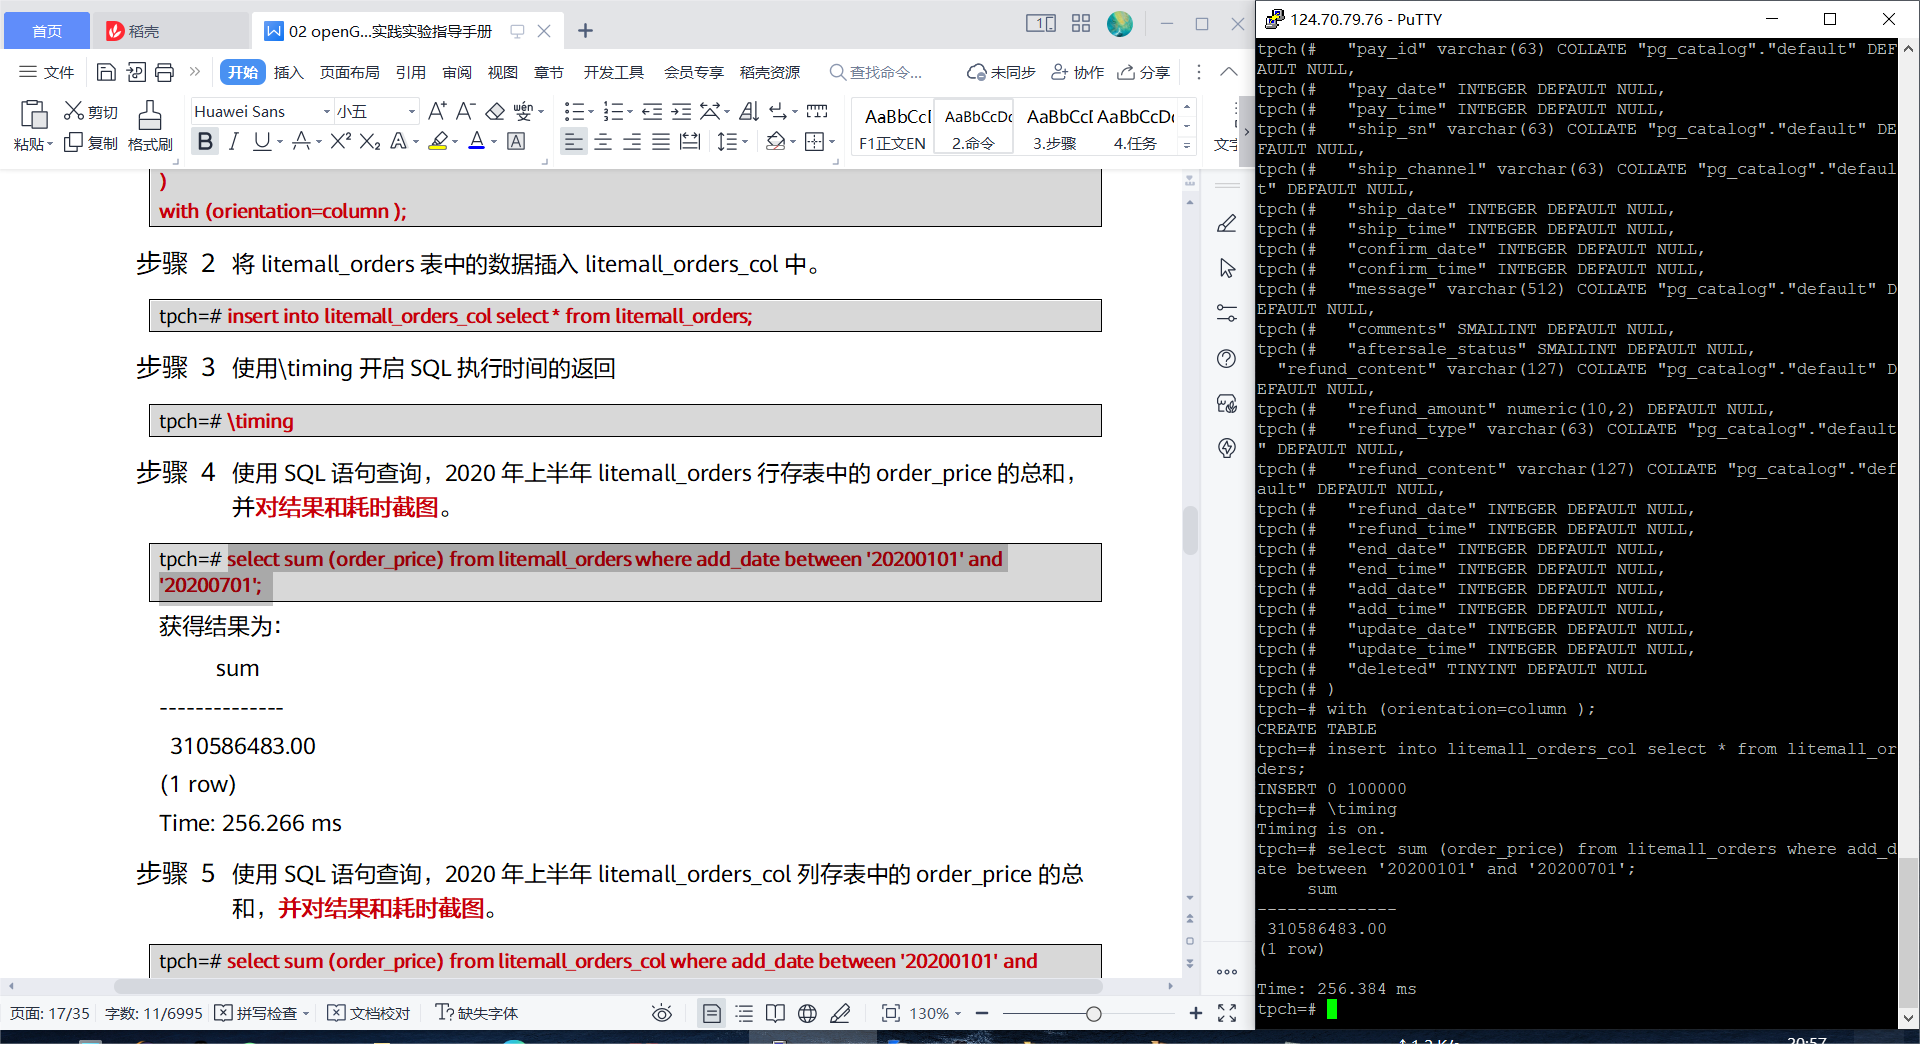 首页
稻壳
02 openG...实践实验指导手册
文件
开始
插入
页面布局
引用
审阅
视图
章节
开发工具
会员专享
稻壳资源
查找命令...
未同步
协作
分享
粘贴
剪切
复制
格式刷
Huawei Sans
小五
AaBbCcI
F1正文EN
AaBbCcDc
2.命令
AaBbCcI
3.步骤
AaBbCcDc
4.任务
)
with (orientation=column );
步骤 2 将 litemall_orders 表中的数据插入 litemall_orders_col 中。
tpch=# insert into litemall_orders_col select * from litemall_orders;
步骤 3 使用\timing 开启 SQL 执行时间的返回
tpch=# \timing
步骤 4 使用 SQL 语句查询，2020 年上半年 litemall_orders 行存表中的 order_price 的总和，
并对结果和耗时截图。
tpch=# select sum (order_price) from litemall_orders where add_date between '20200101' and
'20200701';
获得结果为：
sum
--------------
310586483.00
(1 row)
Time: 256.266 ms
步骤 5 使用 SQL 语句查询，2020 年上半年 litemall_orders_col 列存表中的 order_price 的总
和，并对结果和耗时截图。
tpch=# select sum (order_price) from litemall_orders_col where add_date between '20200101' and
页面: 17/35
字数: 11/6995
拼写检查
文档校对
缺失字体
130%
124.70.79.76 - PuTTY
tpch(#   "pay_id" varchar(63) COLLATE "pg_catalog"."default" DEF
AULT NULL,
tpch(#   "pay_date" INTEGER DEFAULT NULL,
tpch(#   "pay_time" INTEGER DEFAULT NULL,
tpch(#   "ship_sn" varchar(63) COLLATE "pg_catalog"."default" DE
FAULT NULL,
tpch(#   "ship_channel" varchar(63) COLLATE "pg_catalog"."defaul
t" DEFAULT NULL,
tpch(#   "ship_date" INTEGER DEFAULT NULL,
tpch(#   "ship_time" INTEGER DEFAULT NULL,
tpch(#   "confirm_date" INTEGER DEFAULT NULL,
tpch(#   "confirm_time" INTEGER DEFAULT NULL,
tpch(#   "message" varchar(512) COLLATE "pg_catalog"."default" D
EFAULT NULL,
tpch(#   "comments" SMALLINT DEFAULT NULL,
tpch(#   "aftersale_status" SMALLINT DEFAULT NULL,
  "refund_content" varchar(127) COLLATE "pg_catalog"."default" D
EFAULT NULL,
tpch(#   "refund_amount" numeric(10,2) DEFAULT NULL,
tpch(#   "refund_type" varchar(63) COLLATE "pg_catalog"."default
" DEFAULT NULL,
tpch(#   "refund_content" varchar(127) COLLATE "pg_catalog"."def
ault" DEFAULT NULL,
tpch(#   "refund_date" INTEGER DEFAULT NULL,
tpch(#   "refund_time" INTEGER DEFAULT NULL,
tpch(#   "end_date" INTEGER DEFAULT NULL,
tpch(#   "end_time" INTEGER DEFAULT NULL,
tpch(#   "add_date" INTEGER DEFAULT NULL,
tpch(#   "add_time" INTEGER DEFAULT NULL,
tpch(#   "update_date" INTEGER DEFAULT NULL,
tpch(#   "update_time" INTEGER DEFAULT NULL,
tpch(#   "deleted" TINYINT DEFAULT NULL
tpch(# )
tpch-# with (orientation=column );
CREATE TABLE
tpch=# insert into litemall_orders_col select * from litemall_or
ders;
INSERT 0 100000
tpch=# \timing
Timing is on.
tpch=# select sum (order_price) from litemall_orders where add_d
ate between '20200101' and '20200701';
sum
--------------
310586483.00
(1 row)
Time: 256.384 ms
tpch=#